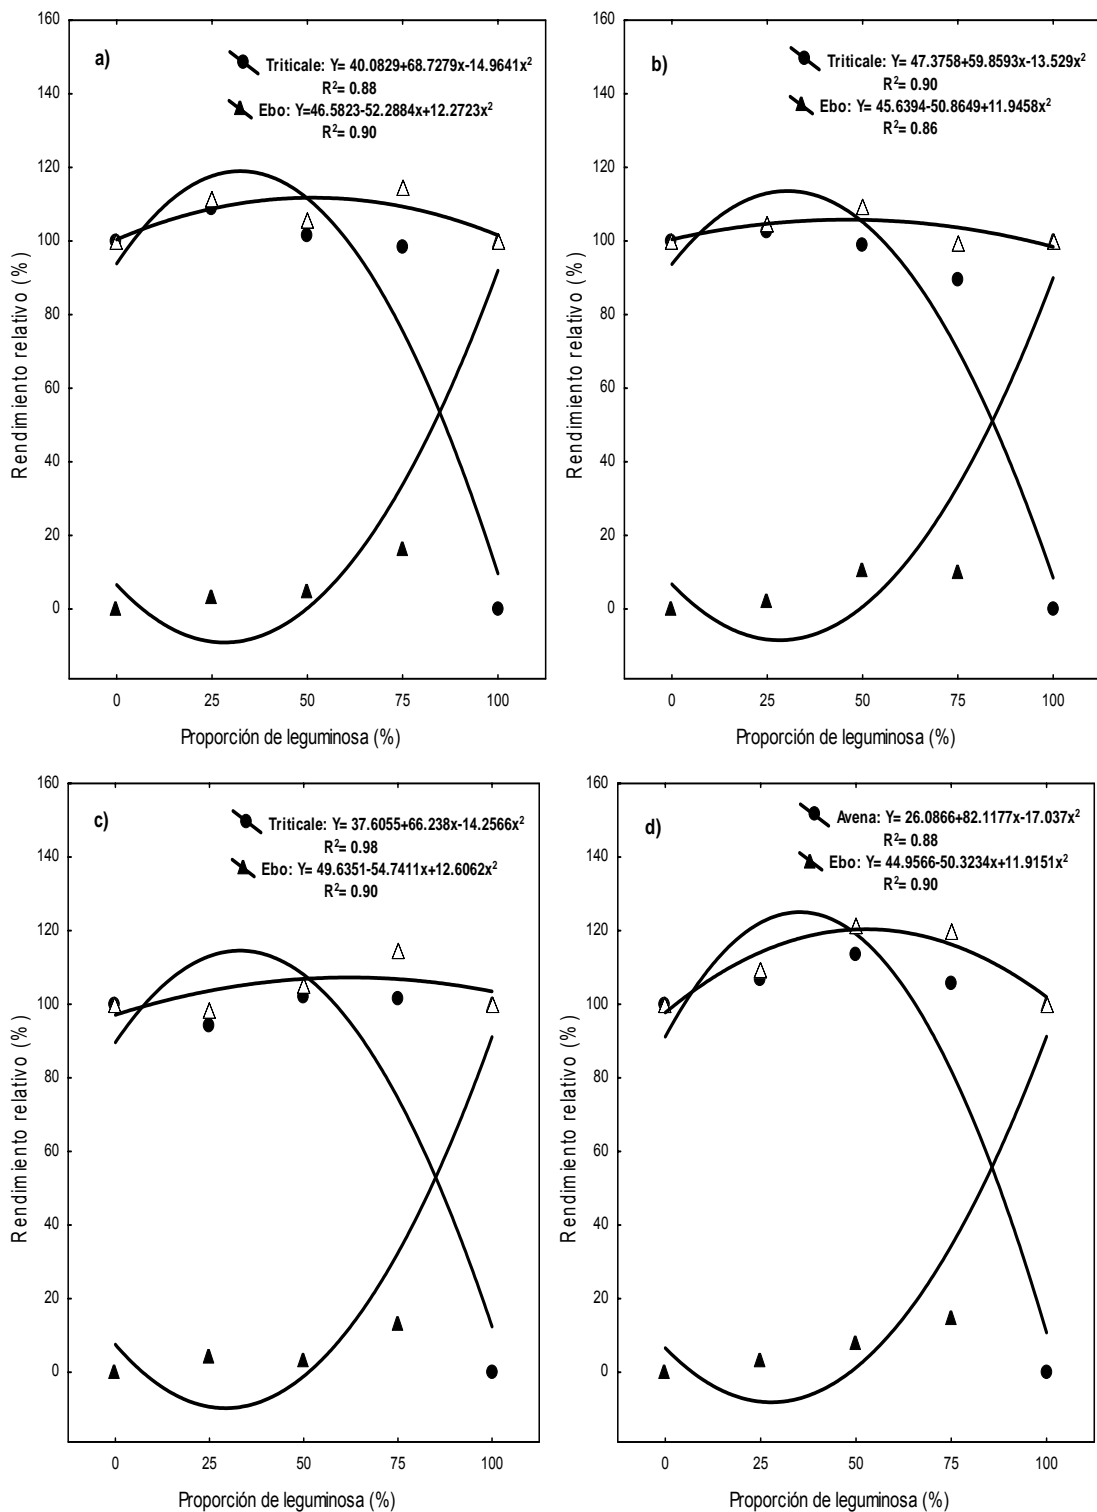 a)
Triticale: Y= 40.0829+68.7279x-14.9641x²
R²= 0.88
Ebo: Y=46.5823-52.2884x+12.2723x²
R²= 0.90
160
140
120
100
80
60
40
20
0
Rendimiento relativo (%)
0 25 50 75 100
Proporción de leguminosa (%)
b)
Triticale: Y= 47.3758+59.8593x-13.529x²
R²= 0.90
Ebo: Y= 45.6394-50.8649+11.9458x²
R²= 0.86
160
140
120
100
80
60
40
20
0
Rendimiento relativo (%)
0 25 50 75 100
Proporción de leguminosa (%)
c)
Triticale: Y= 37.6055+66.238x-14.2566x²
R²= 0.98
Ebo: Y= 49.6351-54.7411x+12.6062x²
R²= 0.90
160
140
120
100
80
60
40
20
0
Rendimiento relativo (%)
0 25 50 75 100
Proporción de leguminosa (%)
d)
Avena: Y= 26.0866+82.1177x-17.037x²
R²= 0.88
Ebo: Y= 44.9566-50.3234x+11.9151x²
R²= 0.90
160
140
120
100
80
60
40
20
0
Rendimiento relativo (%)
0 25 50 75 100
Proporción de leguminosa (%)